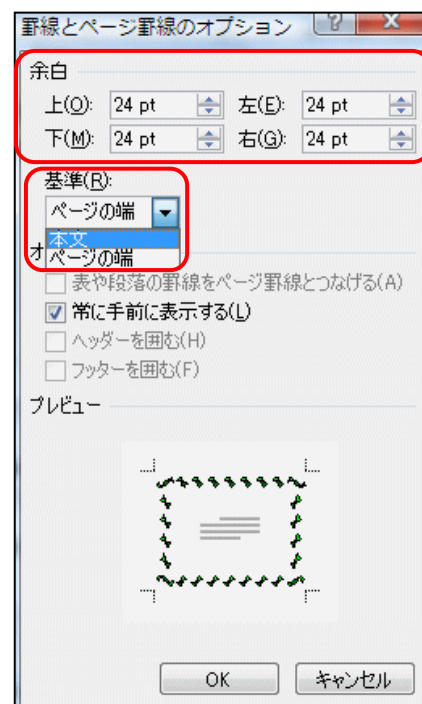 罫線とページ罫線のオプション
余白
上(O): 24 pt 左(E): 24 pt
下(M): 24 pt 右(G): 24 pt
基準(R):
ページの端
本文
オ ページの端
表や段落の罫線をページ罫線とつなげる(A)
常に手前に表示する(L)
ヘッダーを囲む(H)
フッターを囲む(F)
プレビュー
OK キャンセル